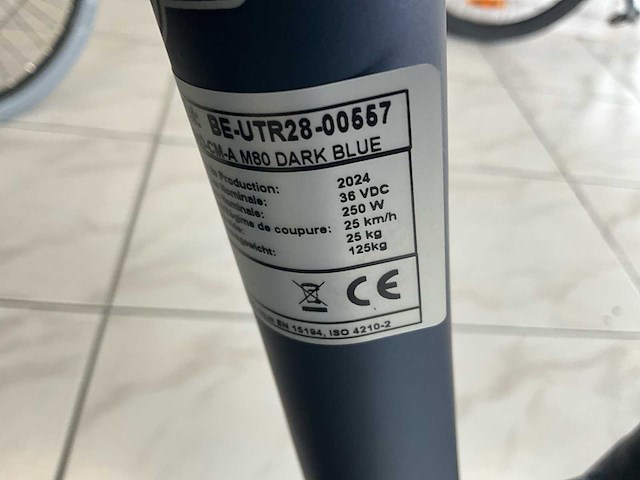 BE-UTR28-00557
CM-A M80 DARK BLUE
Production: 2024
36 VDC
250 W
de coupure: 25 km/h
25 kg
125kg
CE
EN 15194, ISO 4210-2